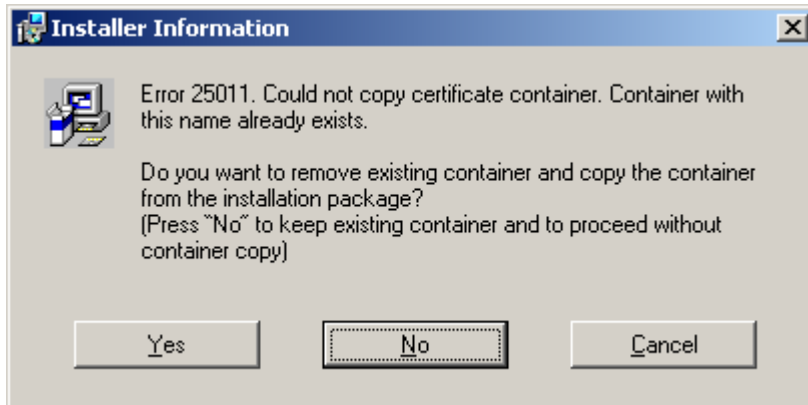 Installer Information
Error 25011. Could not copy certificate container. Container with
this name already exists.
Do you want to remove existing container and copy the container
from the installation package?
(Press ˝No˝ to keep existing container and to proceed without
container copy)
Yes
No
Cancel